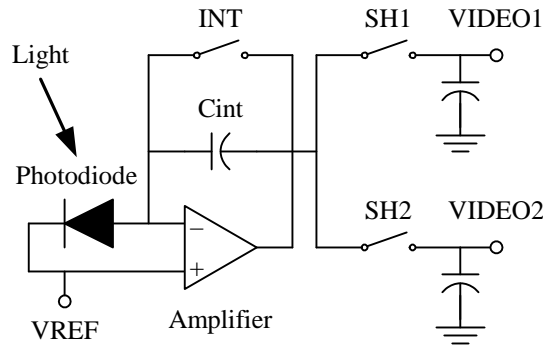 INT
SH1
VIDEO1
Light
Cint
Photodiode
−
+
SH2
VIDEO2
VREF
Amplifier